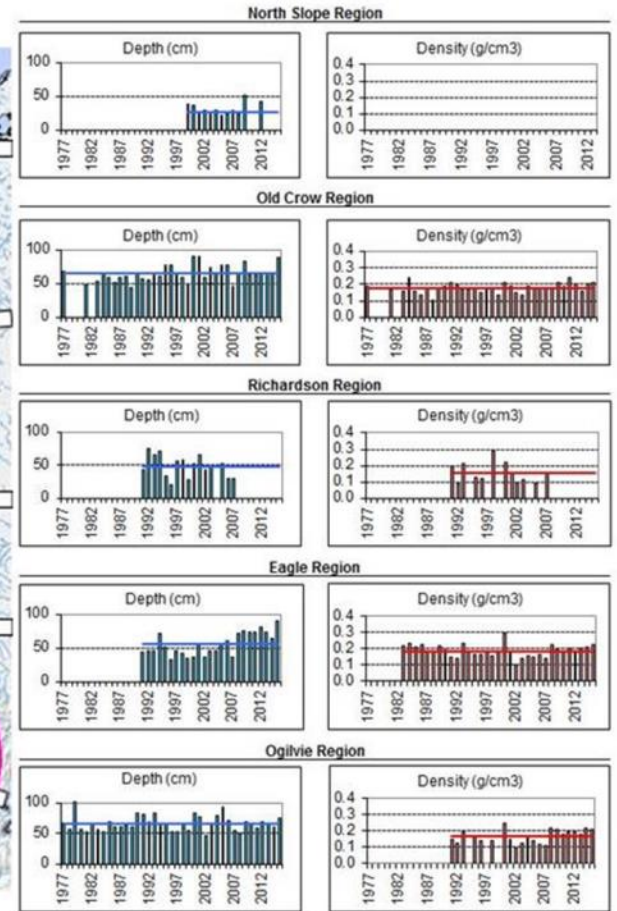 North Slope Region
Depth (cm)
100
50
0
1977 1982 1987 1992 1997 2002 2007 2012
Density (g/cm3)
0.4
0.3
0.2
0.1
0.0
1977 1982 1987 1992 1997 2002 2007 2012
Old Crow Region
Depth (cm)
100
50
0
1977 1982 1987 1992 1997 2002 2007 2012
Density (g/cm3)
0.4
0.3
0.2
0.1
0.0
1977 1982 1987 1992 1997 2002 2007 2012
Richardson Region
Depth (cm)
100
50
0
1977 1982 1987 1992 1997 2002 2007 2012
Density (g/cm3)
0.4
0.3
0.2
0.1
0.0
1977 1982 1987 1992 1997 2002 2007 2012
Eagle Region
Depth (cm)
100
50
0
1977 1982 1987 1992 1997 2002 2007 2012
Density (g/cm3)
0.4
0.3
0.2
0.1
0.0
1977 1982 1987 1992 1997 2002 2007 2012
Ogilvie Region
Depth (cm)
100
50
0
1977 1982 1987 1992 1997 2002 2007 2012
Density (g/cm3)
0.4
0.3
0.2
0.1
0.0
1977 1982 1987 1992 1997 2002 2007 2012